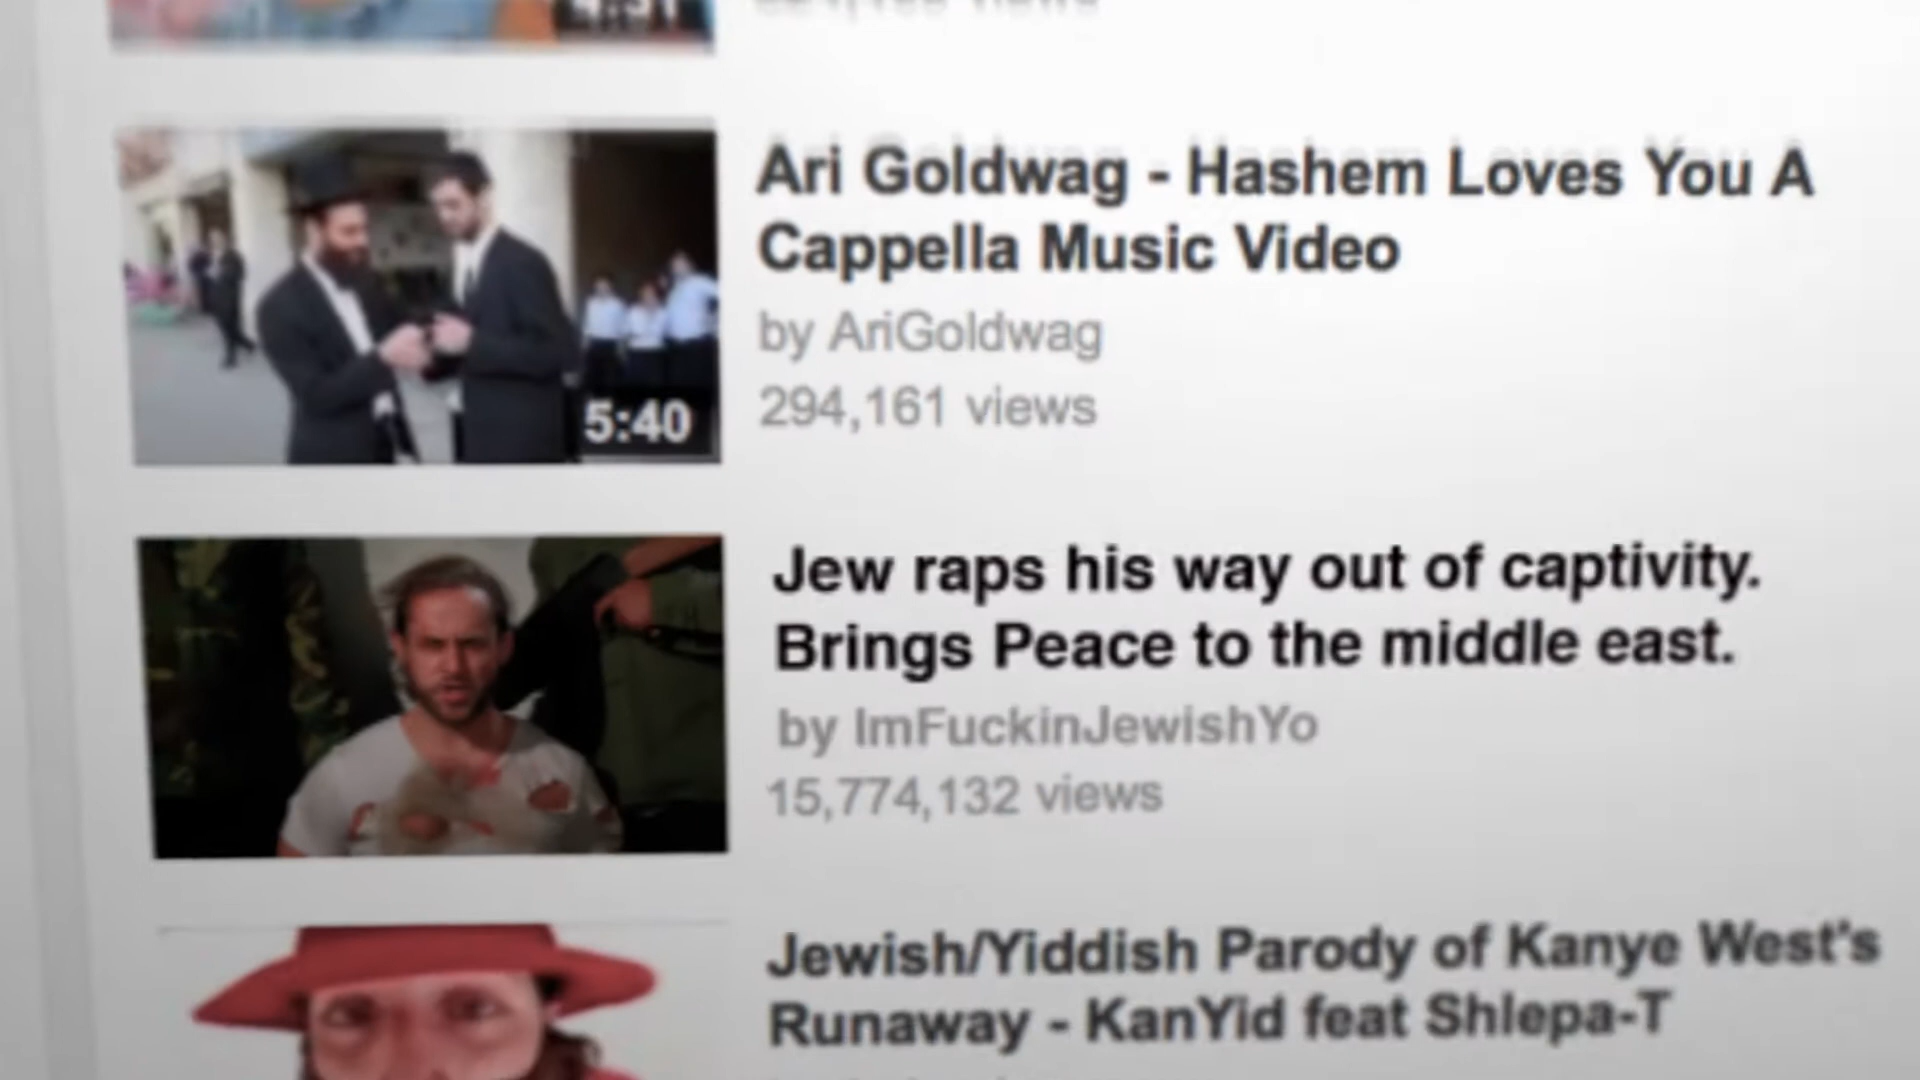 Ari Goldwag - Hashem Loves You A
Cappella Music Video
by AriGoldwag
294,161 views
5:40
Jew raps his way out of captivity.
Brings Peace to the middle east.
by ImFuckinJewishYo
15,774,132 views
Jewish/Yiddish Parody of Kanye West's
Runaway - KanYid feat Shlepa-T